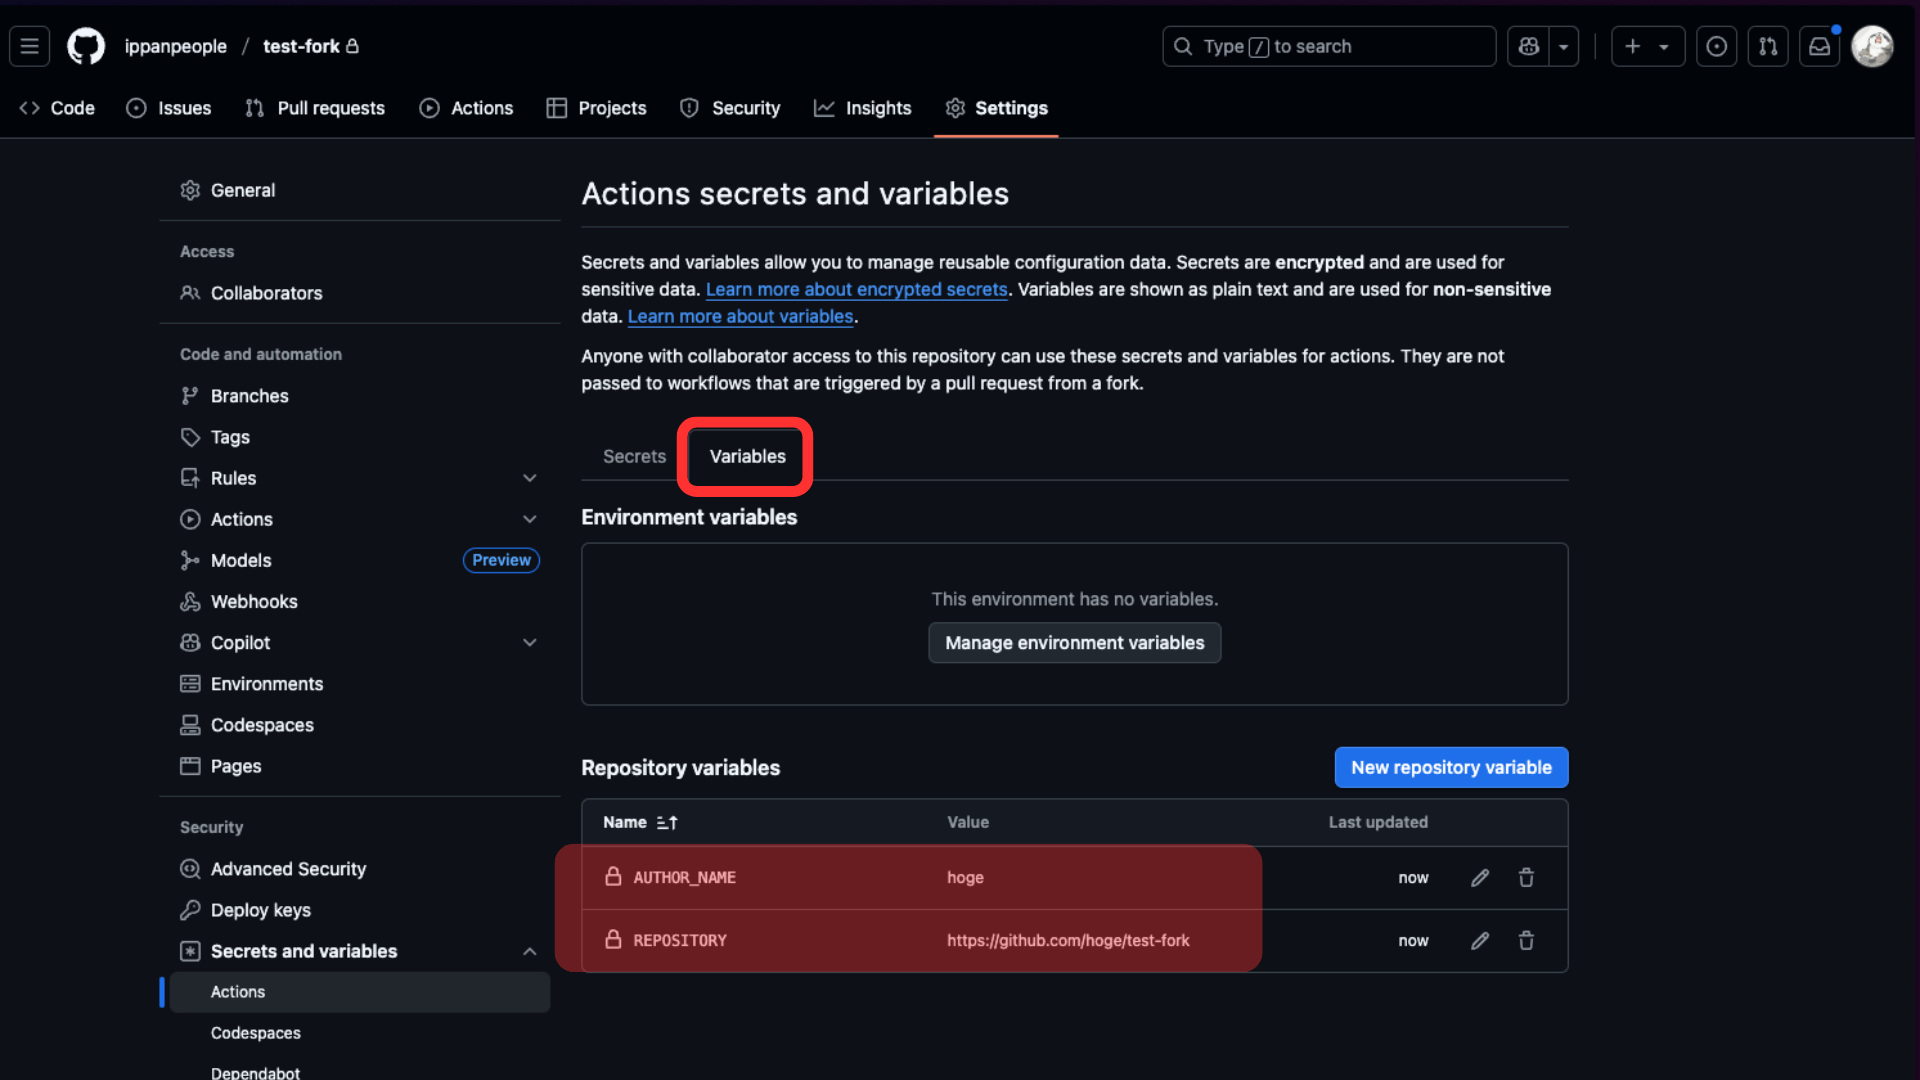 ippanpeople / test-fork
Type / to search
Code
Issues
Pull requests
Actions
Projects
Security
Insights
Settings
General
Access
Collaborators
Code and automation
Branches
Tags
Rules
Actions
Models
Preview
Webhooks
Copilot
Environments
Codespaces
Pages
Security
Advanced Security
Deploy keys
Secrets and variables
Actions
Codespaces
Dependabot
Actions secrets and variables
Secrets and variables allow you to manage reusable configuration data. Secrets are encrypted and are used for
sensitive data. Learn more about encrypted secrets. Variables are shown as plain text and are used for non-sensitive
data. Learn more about variables.
Anyone with collaborator access to this repository can use these secrets and variables for actions. They are not
passed to workflows that are triggered by a pull request from a fork.
Secrets
Variables
Environment variables
This environment has no variables.
Manage environment variables
Repository variables
New repository variable
Name Value Last updated
AUTHOR_NAME hoge now
REPOSITORY https://github.com/hoge/test-fork now